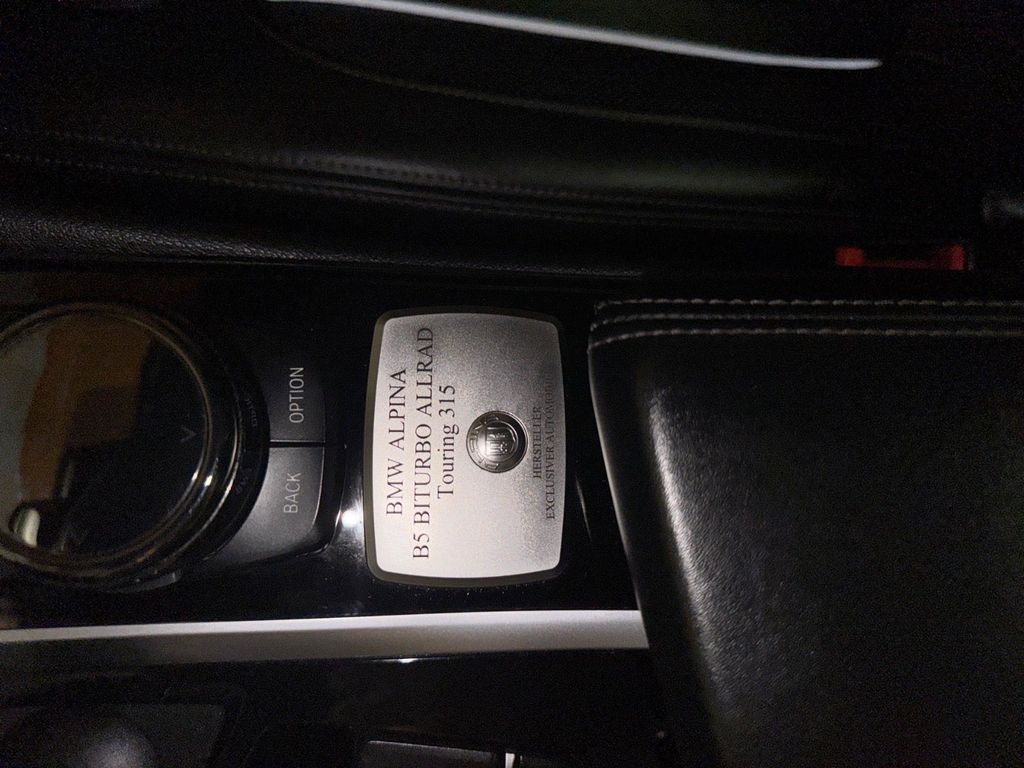 BMW ALPINA
B5 BITURBO ALLRAD
Touring 315
HERSTELLER
EXCLUSIVER AUTOMOBILE
OPTION
BACK